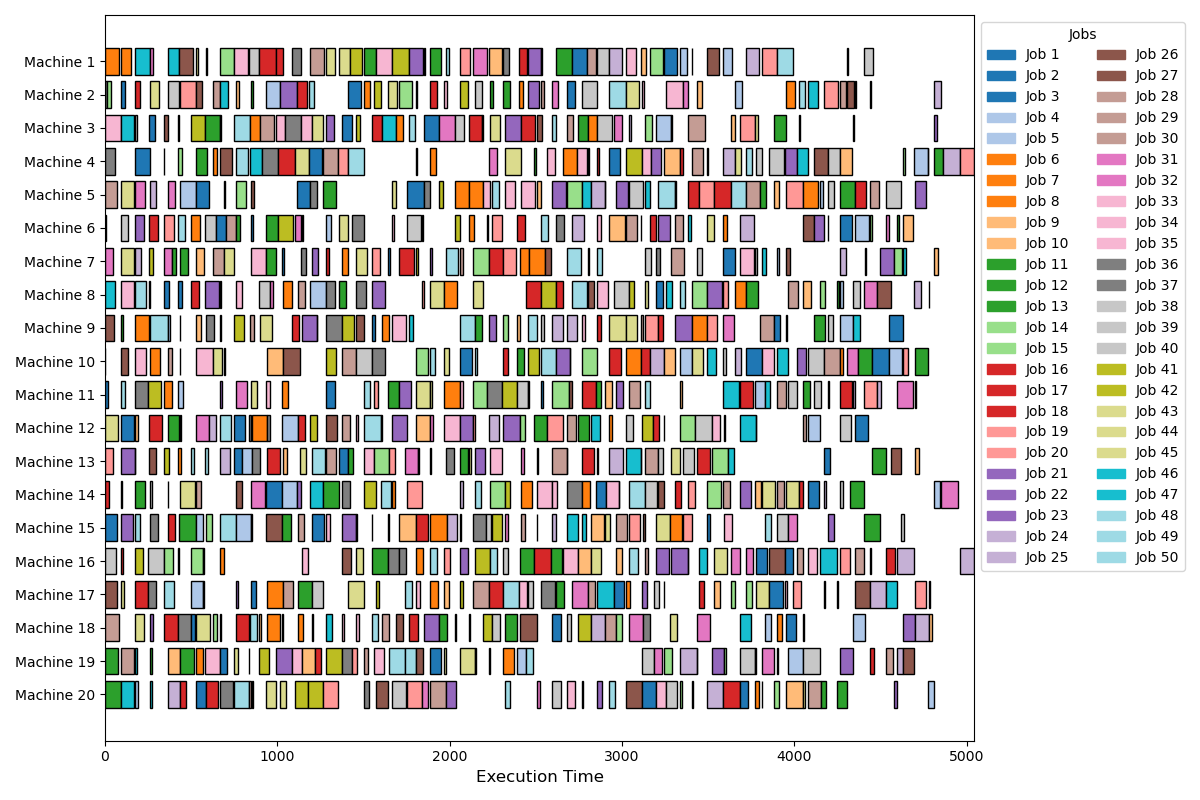 Machine 1
Machine 2
Machine 3
Machine 4
Machine 5
Machine 6
Machine 7
Machine 8
Machine 9
Machine 10
Machine 11
Machine 12
Machine 13
Machine 14
Machine 15
Machine 16
Machine 17
Machine 18
Machine 19
Machine 20
0 1000 2000 3000 4000 5000
Execution Time
Jobs
Job 1 Job 26
Job 2 Job 27
Job 3 Job 28
Job 4 Job 29
Job 5 Job 30
Job 6 Job 31
Job 7 Job 32
Job 8 Job 33
Job 9 Job 34
Job 10 Job 35
Job 11 Job 36
Job 12 Job 37
Job 13 Job 38
Job 14 Job 39
Job 15 Job 40
Job 16 Job 41
Job 17 Job 42
Job 18 Job 43
Job 19 Job 44
Job 20 Job 45
Job 21 Job 46
Job 22 Job 47
Job 23 Job 48
Job 24 Job 49
Job 25 Job 50